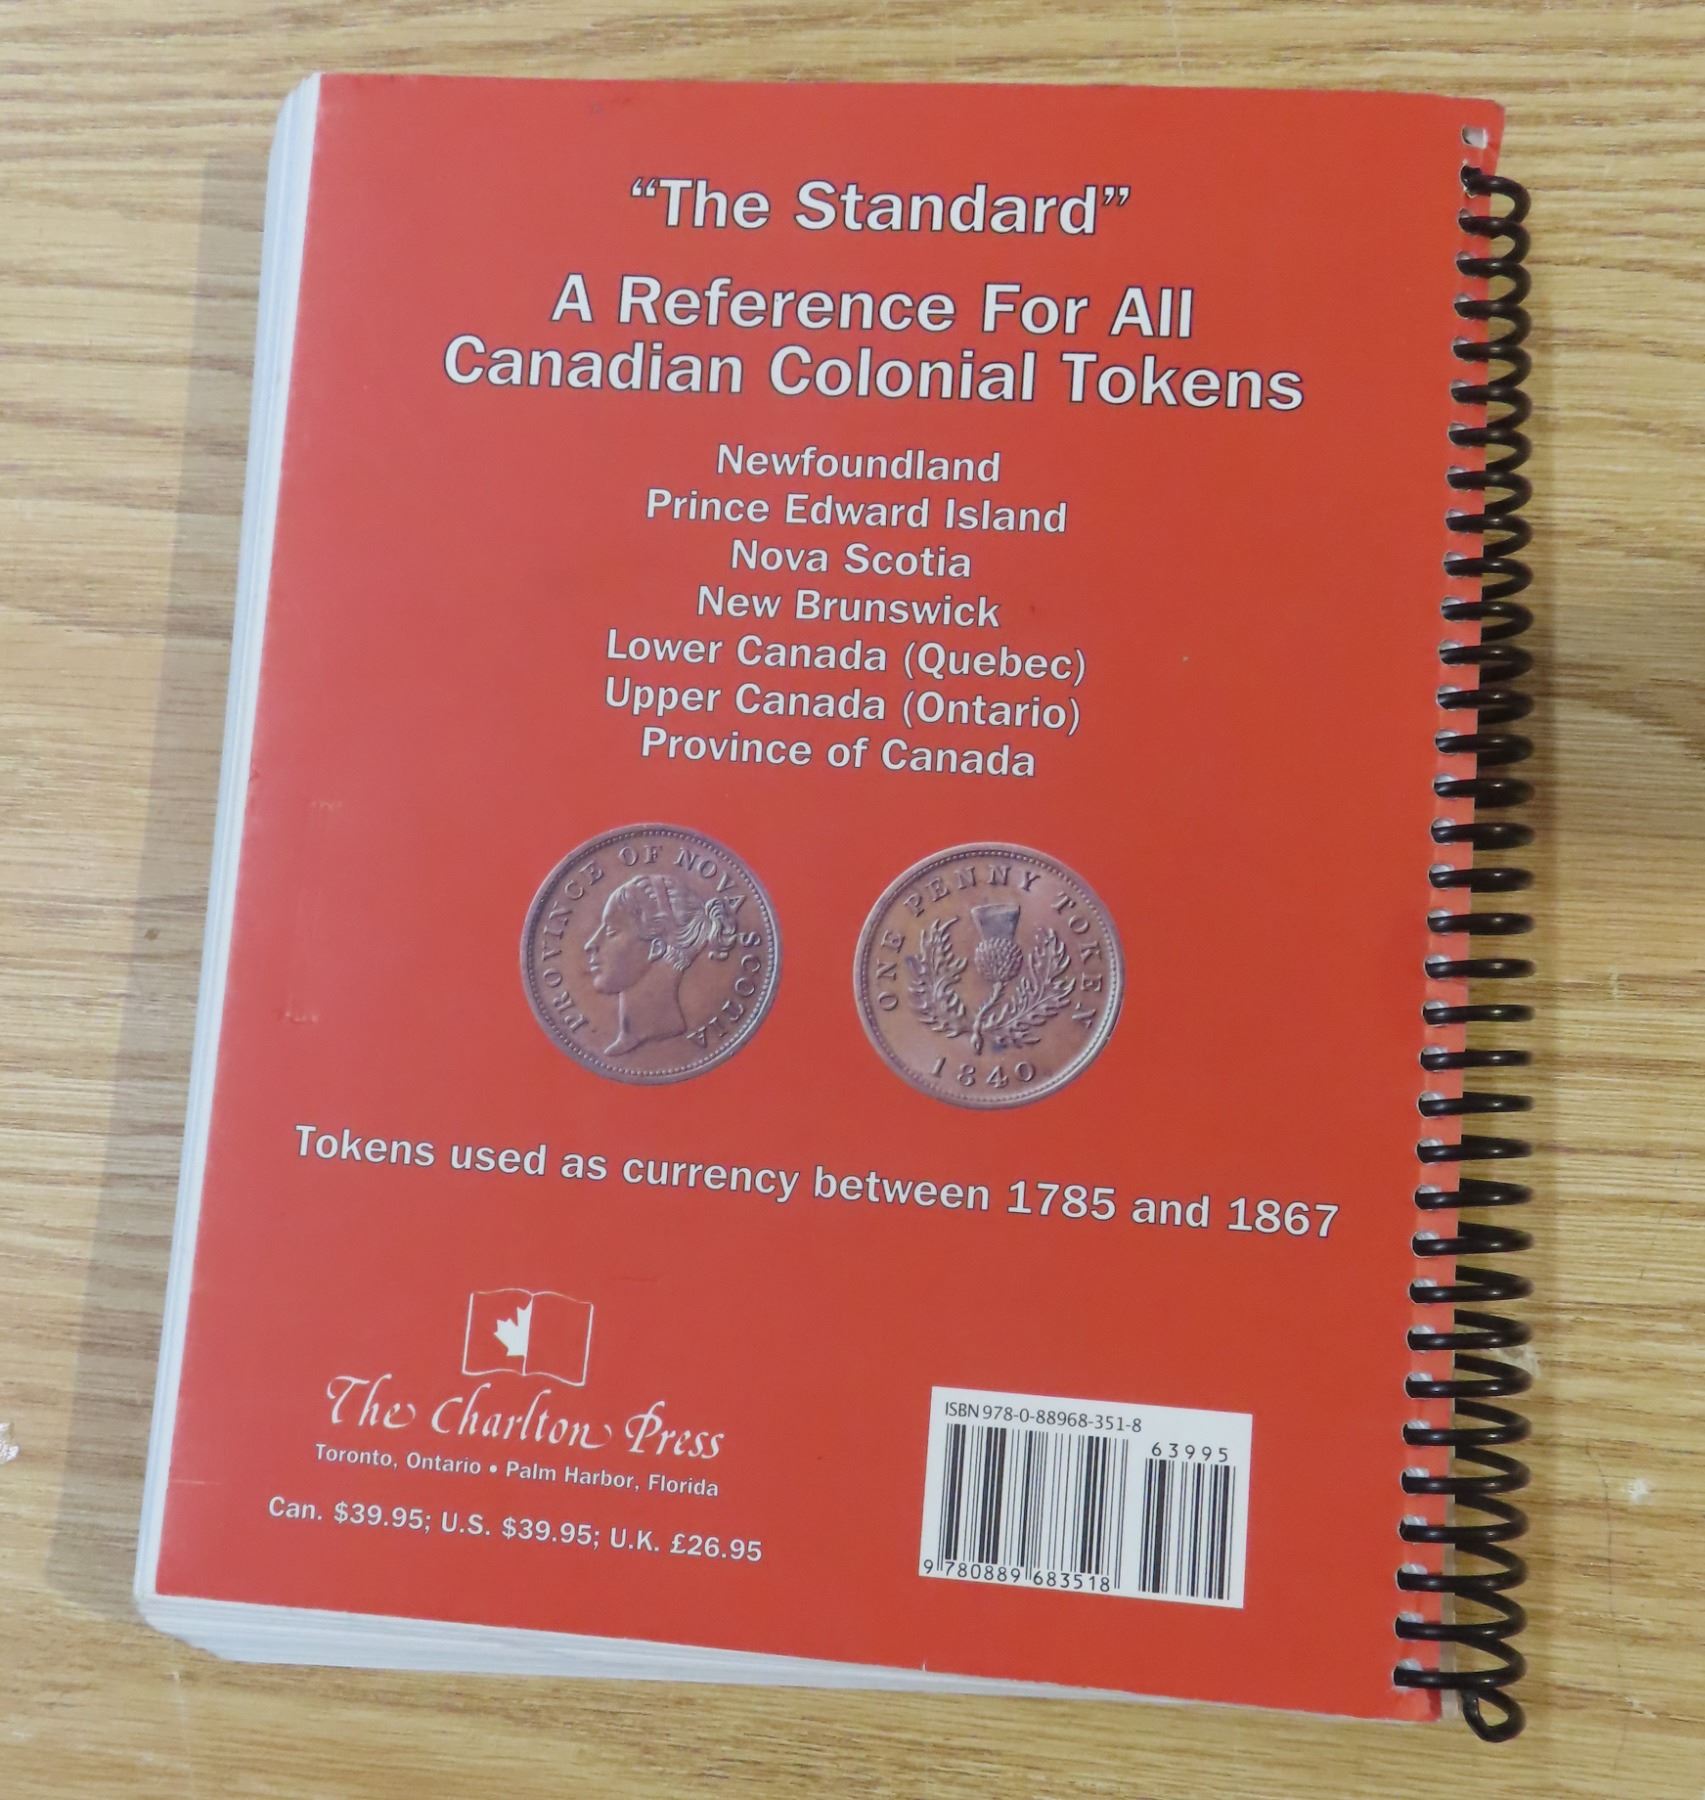 “The Standard”
A Reference For All
Canadian Colonial Tokens
Newfoundland
Prince Edward Island
Nova Scotia
New Brunswick
Lower Canada (Quebec)
Upper Canada (Ontario)
Province of Canada
PROVINCE OF NOVA SCOTIA
ONE PENNY TOKEN
1840
Tokens used as currency between 1785 and 1867
The Charlton Press
Toronto, Ontario • Palm Harbor, Florida
Can. $39.95; U.S. $39.95; U.K. £26.95
ISBN 978-0-88968-351-8
63995
9 780889 683518